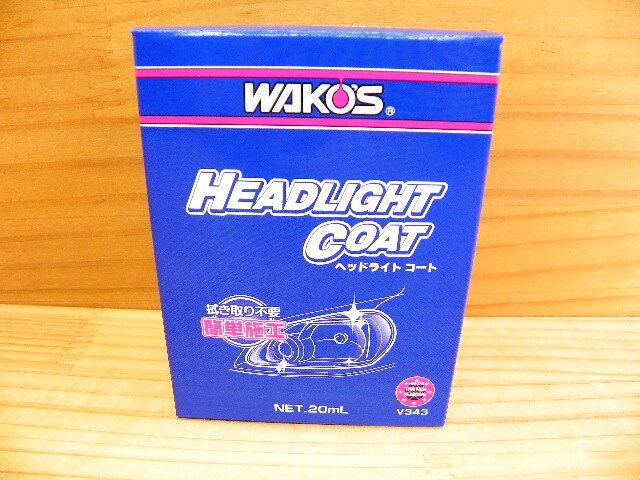 WAKO'S®
HEADLIGHT
COAT
ヘッドライト コート
拭き取り不要
簡単施工
NET.20mL
V343